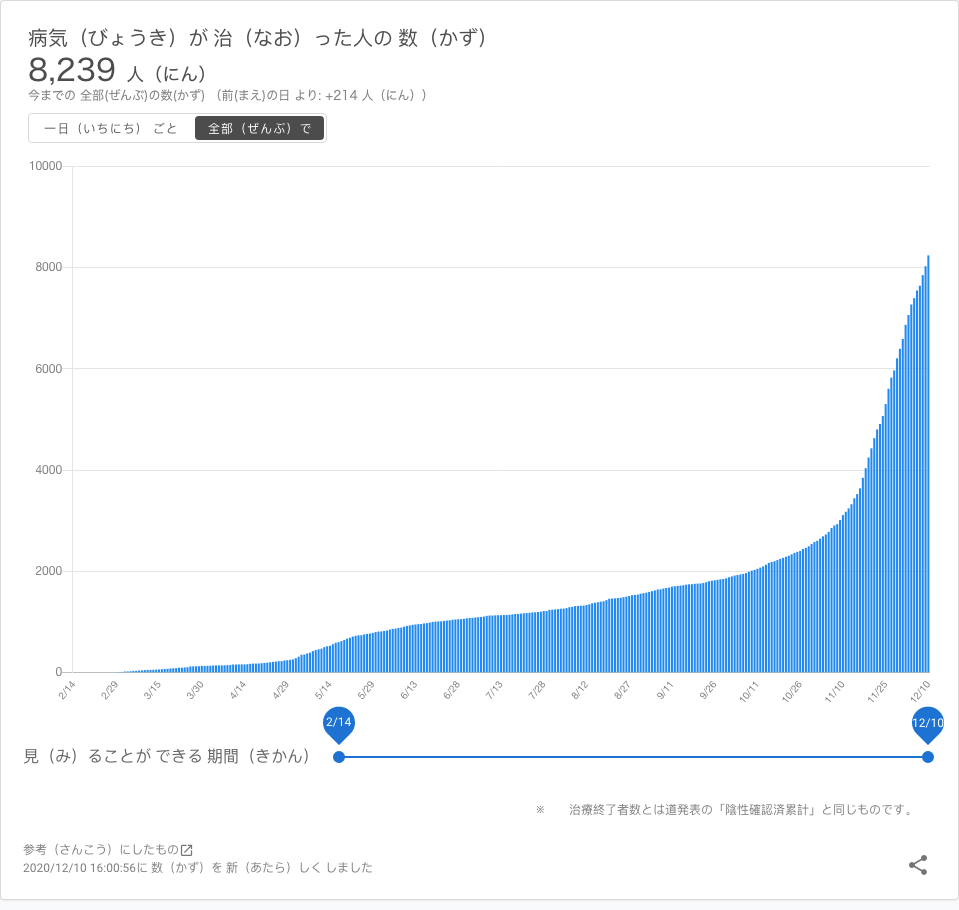 病気（びょうき）が 治（なお）った人の 数（かず）
8,239 人（にん）
今までの 全部(ぜんぶ)の数(かず) （前(まえ)の日 より: +214 人（にん））
一日（いちにち） ごと 全部（ぜんぶ）で
10000
8000
6000
4000
2000
0
2/14 2/29 3/15 3/30 4/14 4/29 5/14 5/29 6/13 6/28 7/13 7/28 8/12 8/27 9/11 9/26 10/11 10/26 11/10 11/25 12/10
2/14 12/10
見（み）ることが できる 期間（きかん）
※ 治療終了者数とは道発表の「陰性確認済累計」と同じものです。
参考（さんこう）にしたもの
2020/12/10 16:00:56に 数（かず）を 新（あたら）しく しました